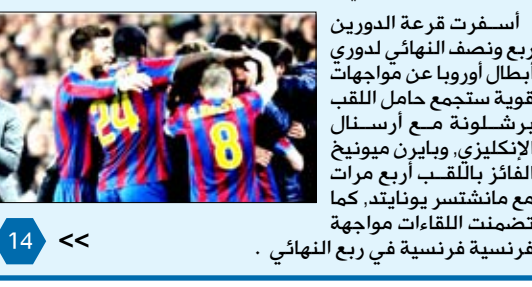 أسفرت قرعة الدورين
ربع ونصف النهائي لدوري
أبطال أوروبا عن مواجهات
قوية ستجمع حامل اللقب
برشلونة مع أرسنال
الإنكليزي, وبايرن ميونيخ
الفائز باللقب أربع مرات
مع مانشتسر يونايتد, كما
تضمنت اللقاءات مواجهة
فرنسية فرنسية في ربع النهائي .
24
8
14 >>